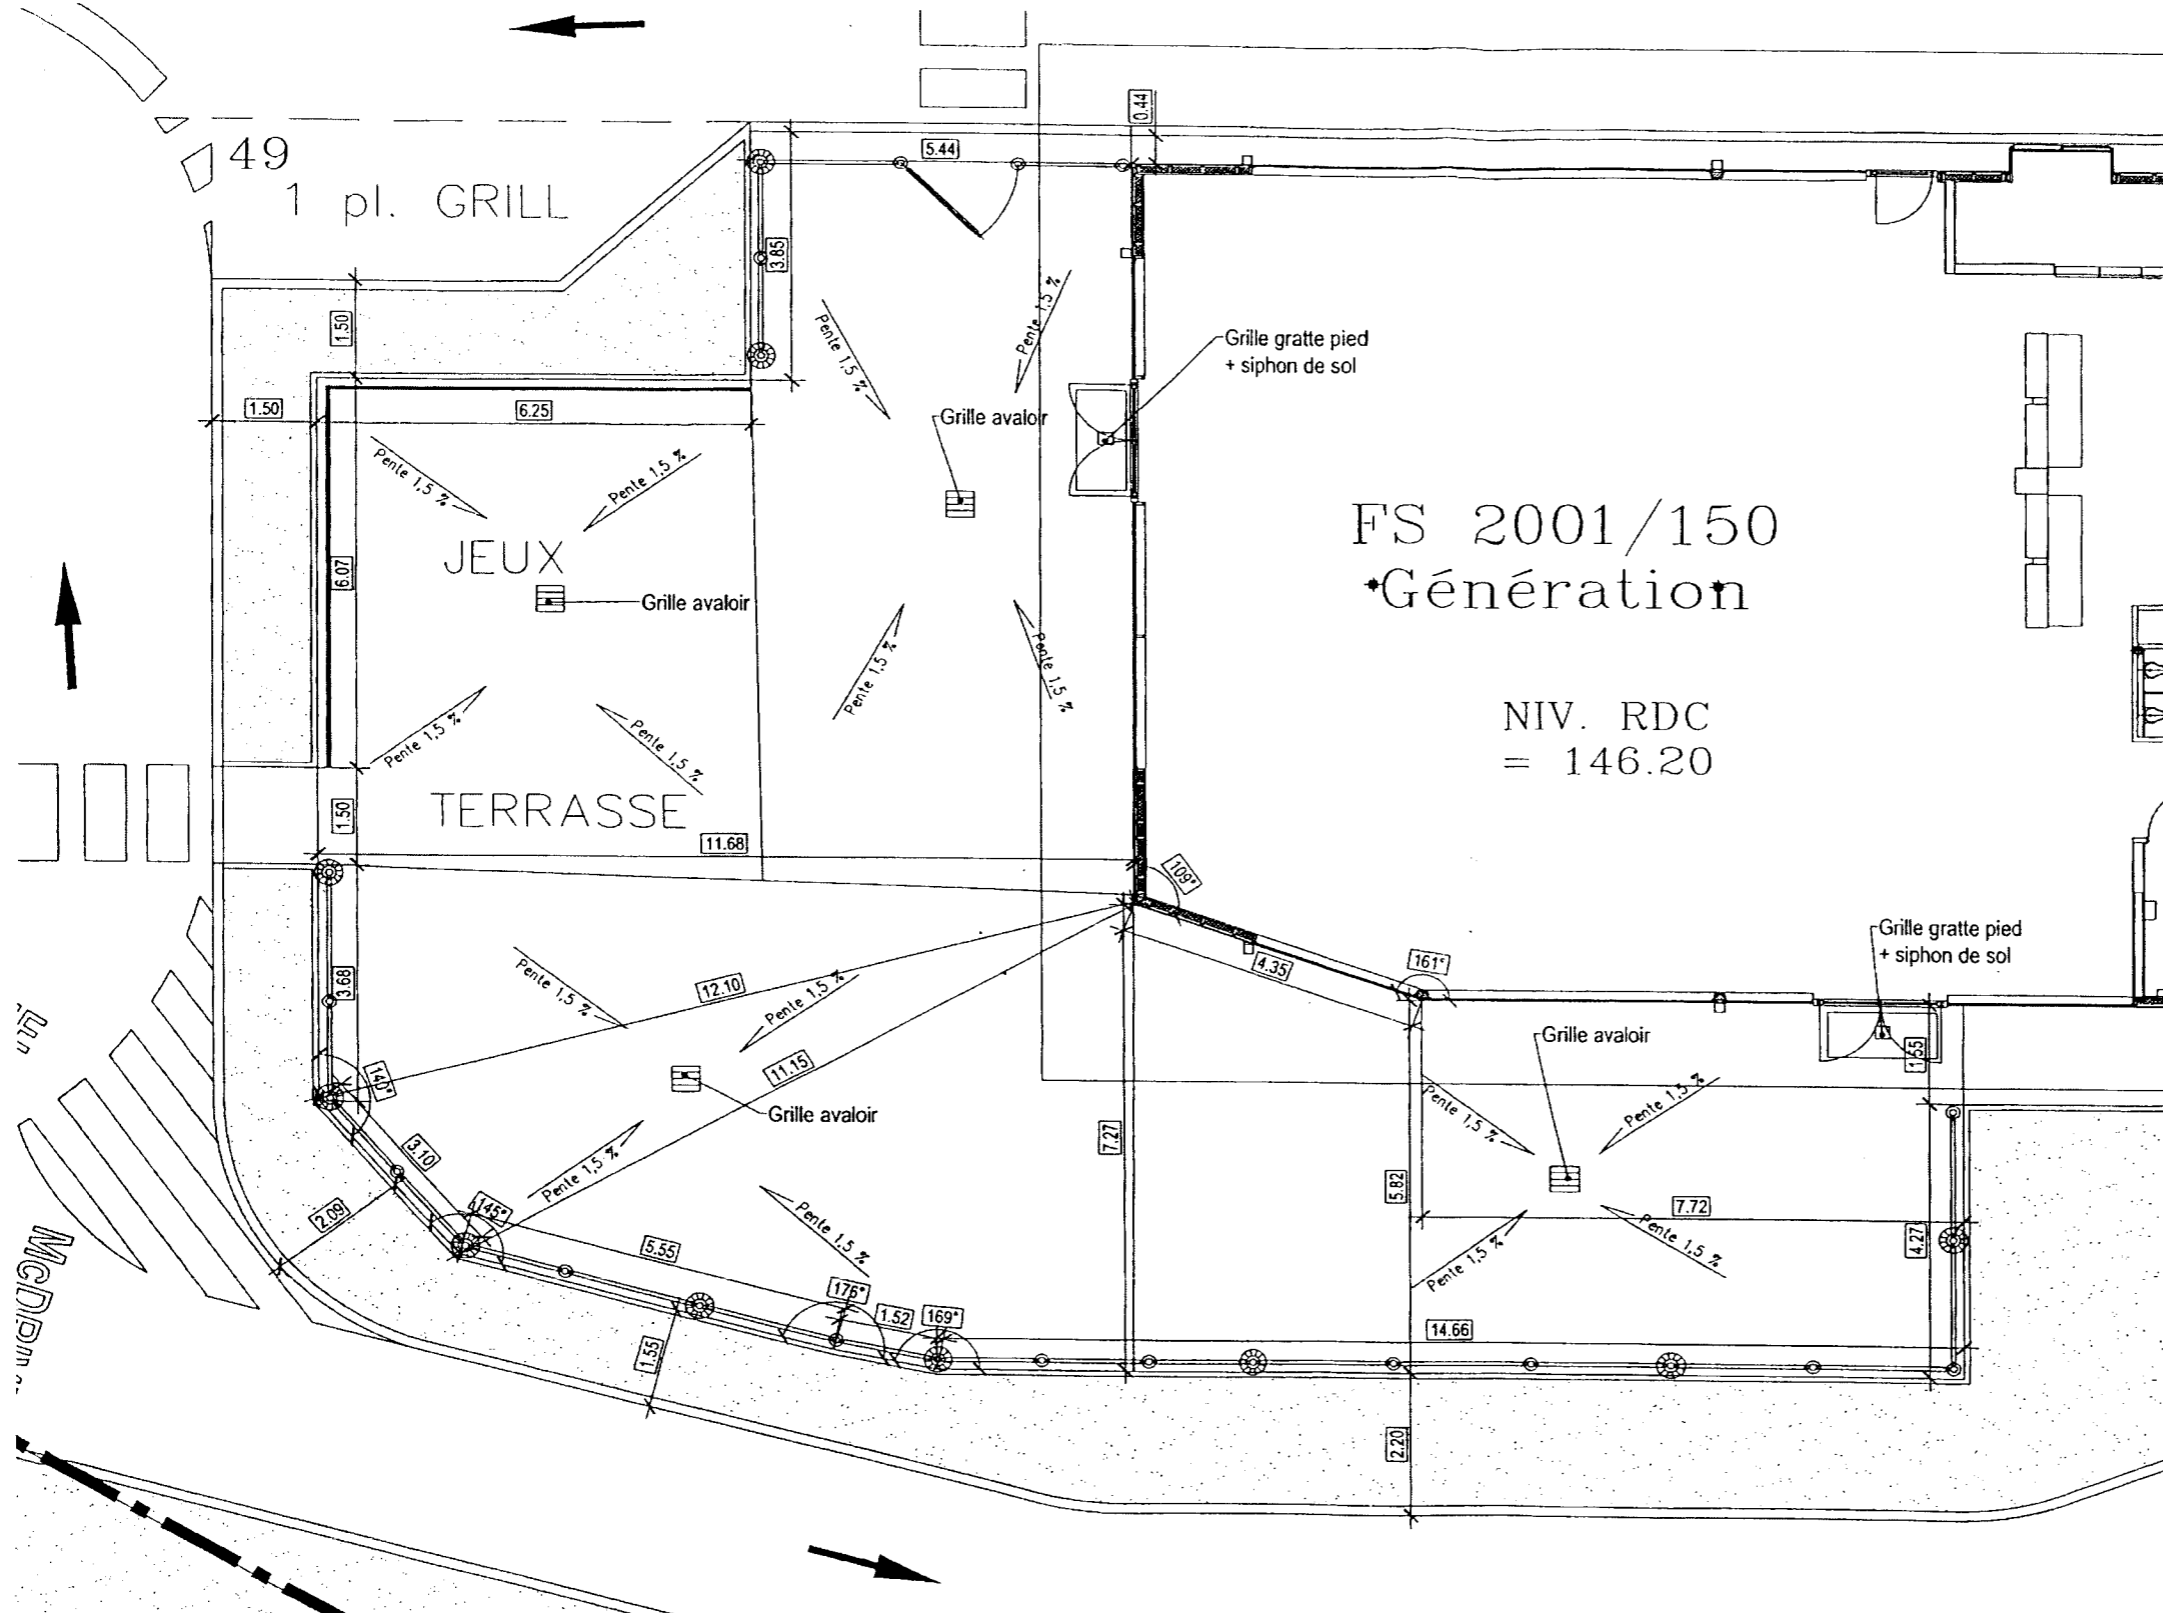 0.44
5.44
49
1 pl. GRILL
3.85
1.50
Pente 1,5 %
Pente 1,5 %
Grille gratte pied
+ siphon de sol
1.50
6.25
Grille avaloir
Pente 1,5 %
Pente 1,5 %
FS 2001/150
Génération
JEUX
6.07
Grille avaloir
Pente 1,5 %
Pente 1,5 %
NIV. RDC
= 146.20
Pente 1,5 %
Pente 1,5 %
1.50
TERRASSE
11.68
109°
Grille gratte pied
+ siphon de sol
4.35
161°
3.68
12.10
Pente 1,5 %
Pente 1,5 %
Grille avaloir
1.55
11.15
140°
Grille avaloir
Pente 1,5 %
Pente 1,5 %
3.10
7.27
5.82
7.72
Pente 1,5 %
145°
2.09
5.55
Pente 1,5 %
Pente 1,5 %
Pente 1,5 %
4.27
176°
1.52
169°
14.66
1.55
2.20